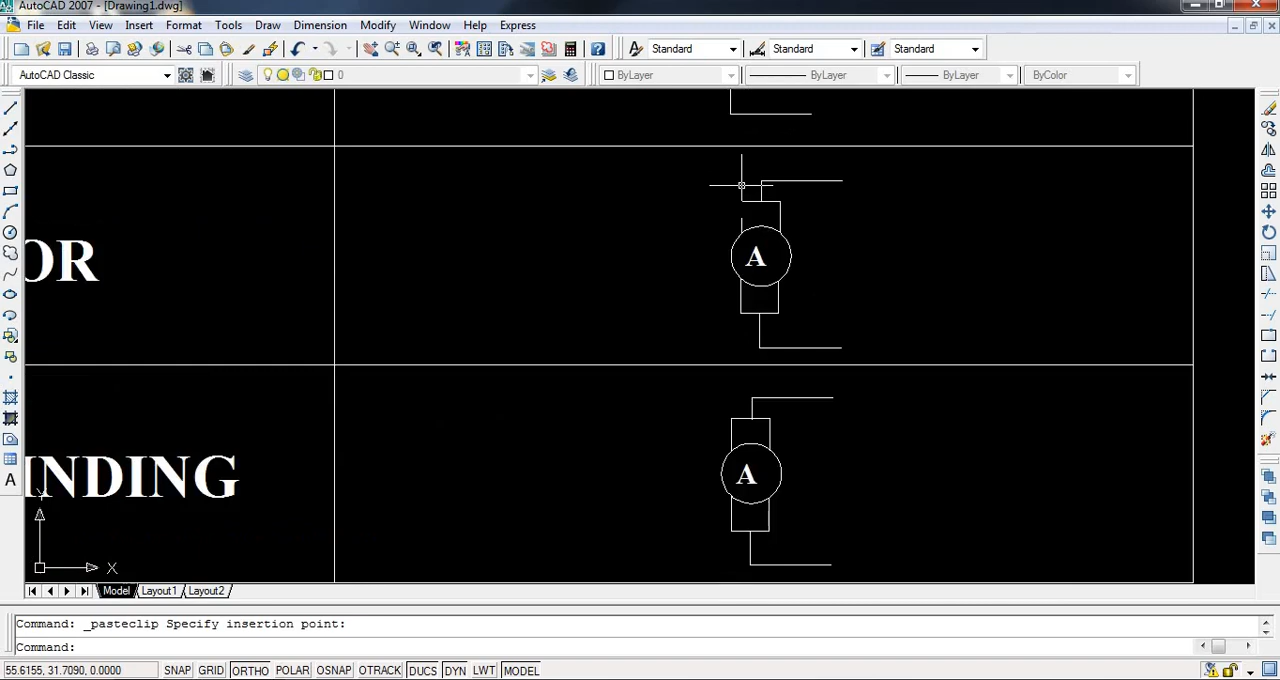 AutoCAD 2007 - [Drawing1.dwg]
File Edit View Insert Format Tools Draw Dimension Modify Window Help Express
Standard Standard Standard
AutoCAD Classic 0 ByLayer ByLayer ByLayer ByColor
OR
A
INDING
A
Y
X
Model Layout1 Layout2
Command: _pasteclip Specify insertion point:
Command:
55.6155, 31.7090, 0.0000 SNAP GRID ORTHO POLAR OSNAP OTRACK DUCS DYN LWT MODEL
A